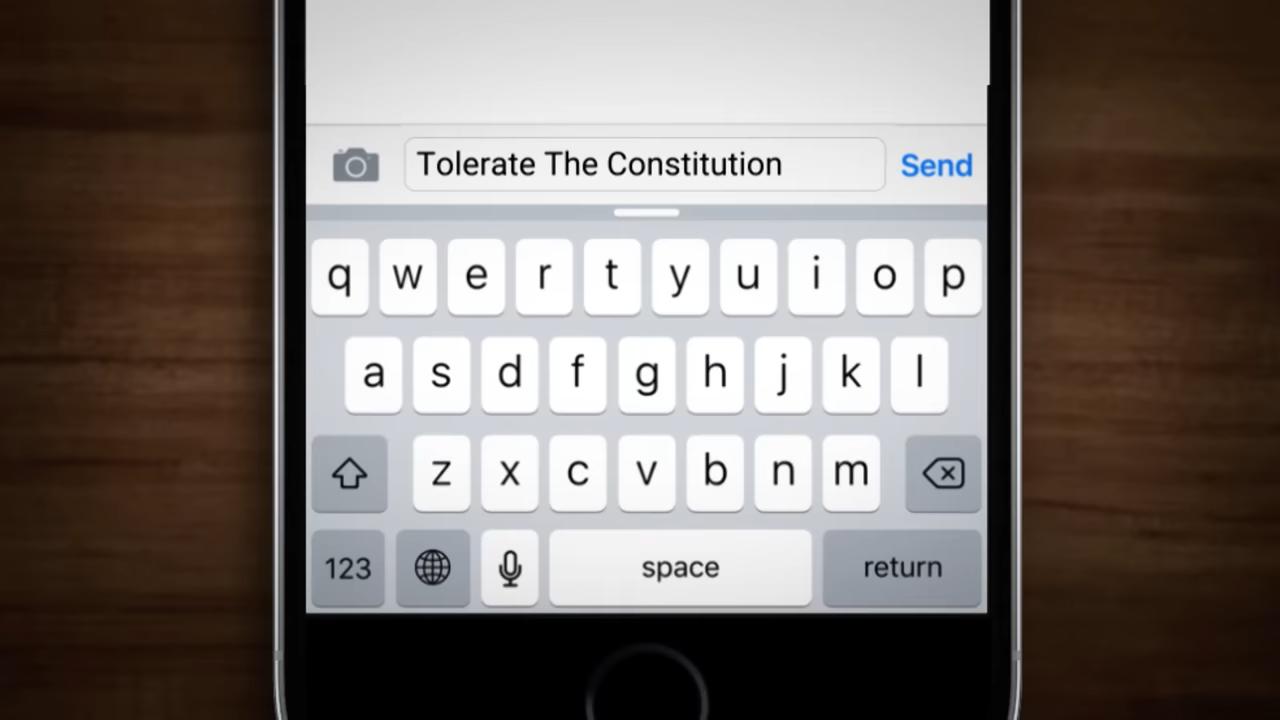 Tolerate The Constitution Send
q w e r t y u i o p
a s d f g h j k l
z x c v b n m
123 space return